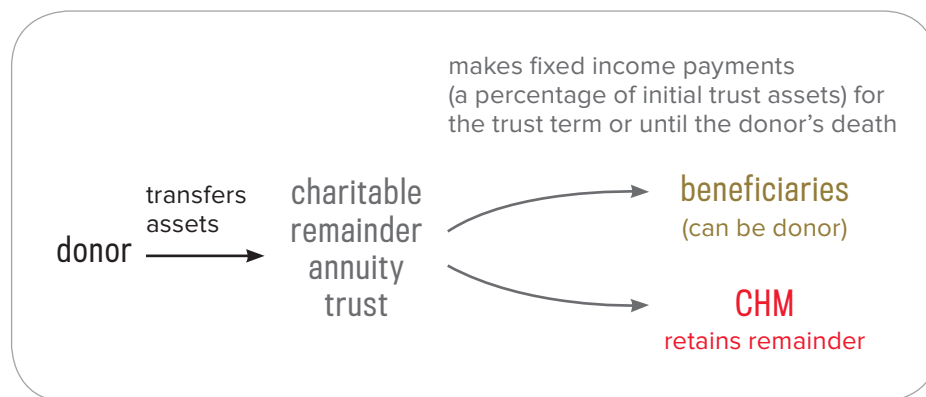 makes fixed income payments
(a percentage of initial trust assets) for
the trust term or until the donor's death
donor
transfers
assets
charitable
remainder
annuity
trust
beneficiaries
(can be donor)
CHM
retains remainder